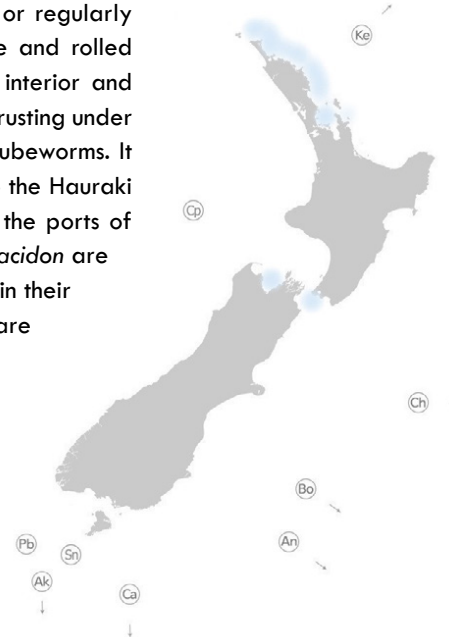 or regularly
e and rolled
interior and
rusting under
ubeworms. It
the Hauraki
the ports of
acidon are
in their
are
Ke
Cp
Ch
Bo
An
Pb
Sn
Ak
Ca